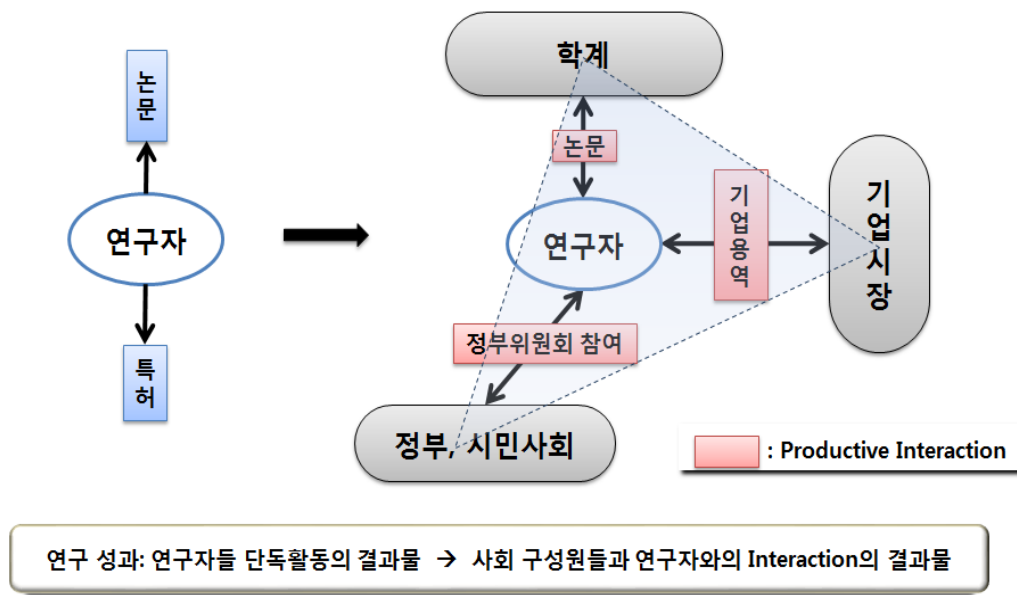 논문
연구자
특허
학계
논문
연구자
기업용역
기업시장
정부위원회 참여
정부, 시민사회
: Productive Interaction
연구 성과: 연구자들 단독활동의 결과물 → 사회 구성원들과 연구자와의 Interaction의 결과물